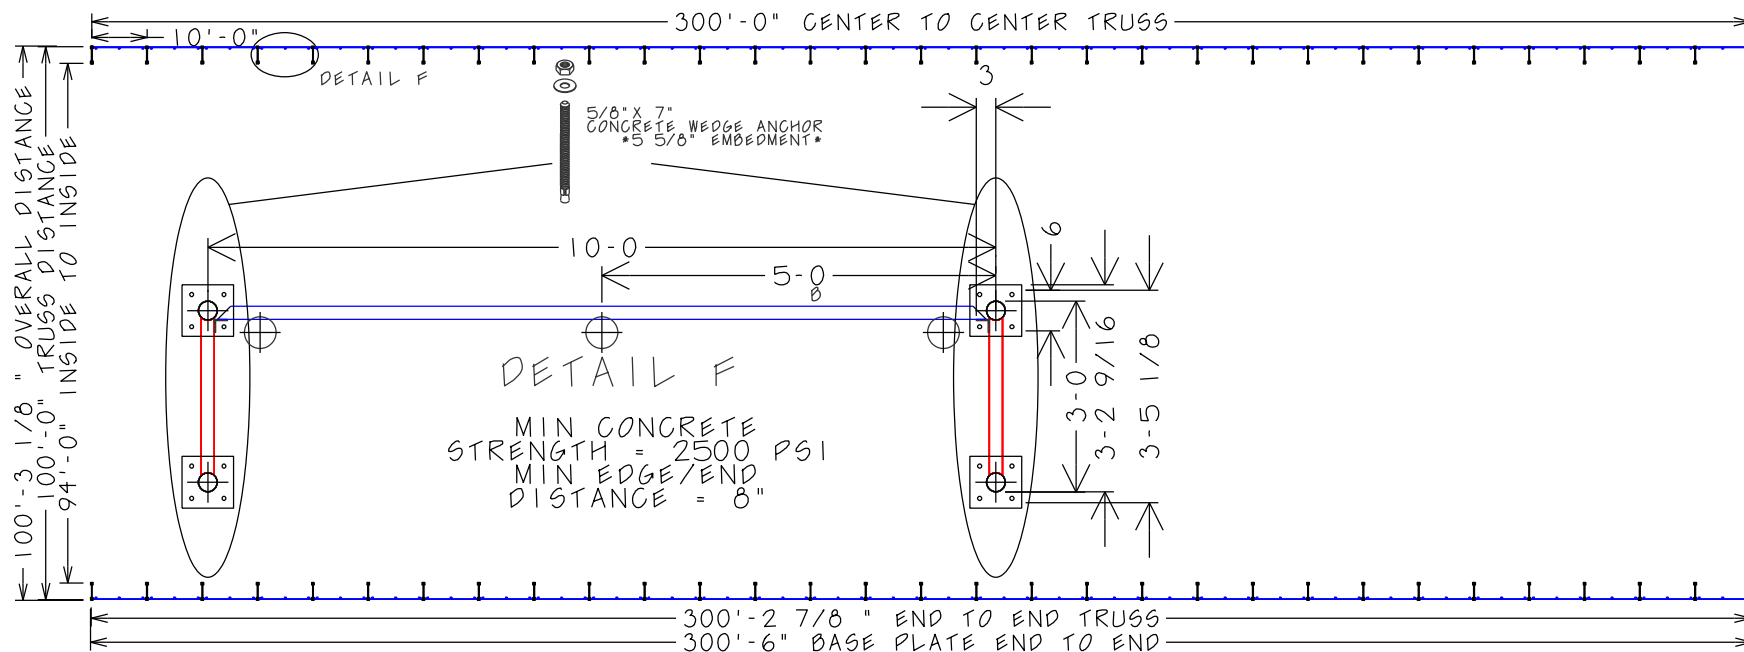 300'-0" CENTER TO CENTER TRUSS
10'-0"
DETAIL F
3
5/8" X 7"
CONCRETE WEDGE ANCHOR
*5 5/8" EMBEDMENT*
100'-3 1/8 " OVERALL DISTANCE
100'-0" TRUSS DISTANCE
94'-0" INSIDE TO INSIDE
10-0
6
5-0
B
3-0
3-2 9/16
3-5 1/8
DETAIL F
MIN CONCRETE
STRENGTH = 2500 PSI
MIN EDGE/END
DISTANCE = 8"
300'-2 7/8 " END TO END TRUSS
300'-6" BASE PLATE END TO END